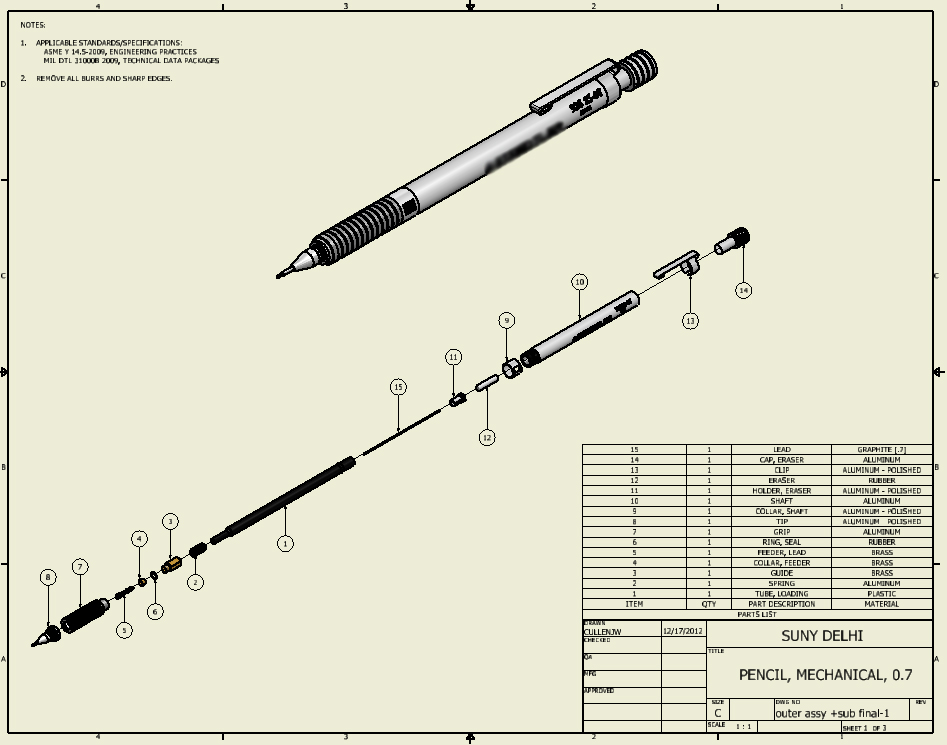 4 3 2 1
NOTES:
1. APPLICABLE STANDARDS/SPECIFICATIONS:
ASME Y 14.5-2009, ENGINEERING PRACTICES
MIL DTL 31000B 2009, TECHNICAL DATA PACKAGES
2. REMOVE ALL BURRS AND SHARP EDGES.
D D
C C
14
10
13
9
11
15
12
B B
3
1
4
2
7
8
6
5
15 1 LEAD GRAPHITE [.7]
14 1 CAP, ERASER ALUMINUM
13 1 CLIP ALUMINUM - POLISHED
12 1 ERASER RUBBER
11 1 HOLDER, ERASER ALUMINUM - POLISHED
10 1 SHAFT ALUMINUM
9 1 COLLAR, SHAFT ALUMINUM - POLISHED
8 1 TIP ALUMINUM POLISHED
7 1 GRIP ALUMINUM
6 1 RING, SEAL RUBBER
5 1 FEEDER, LEAD BRASS
4 1 COLLAR, FEEDER BRASS
3 1 GUIDE BRASS
2 1 SPRING ALUMINUM
1 1 TUBE, LOADING PLASTIC
ITEM QTY PART DESCRIPTION MATERIAL
PARTS LIST
DRAWN
CULLENJW 12/17/2012
CHECKED
QA
MFG
APPROVED
SUNY DELHI
TITLE
PENCIL, MECHANICAL, 0.7
SIZE
C
DWG NO
outer assy +sub final-1
REV
SCALE 1 : 1
SHEET 1 OF 3
A A
4 3 2 1